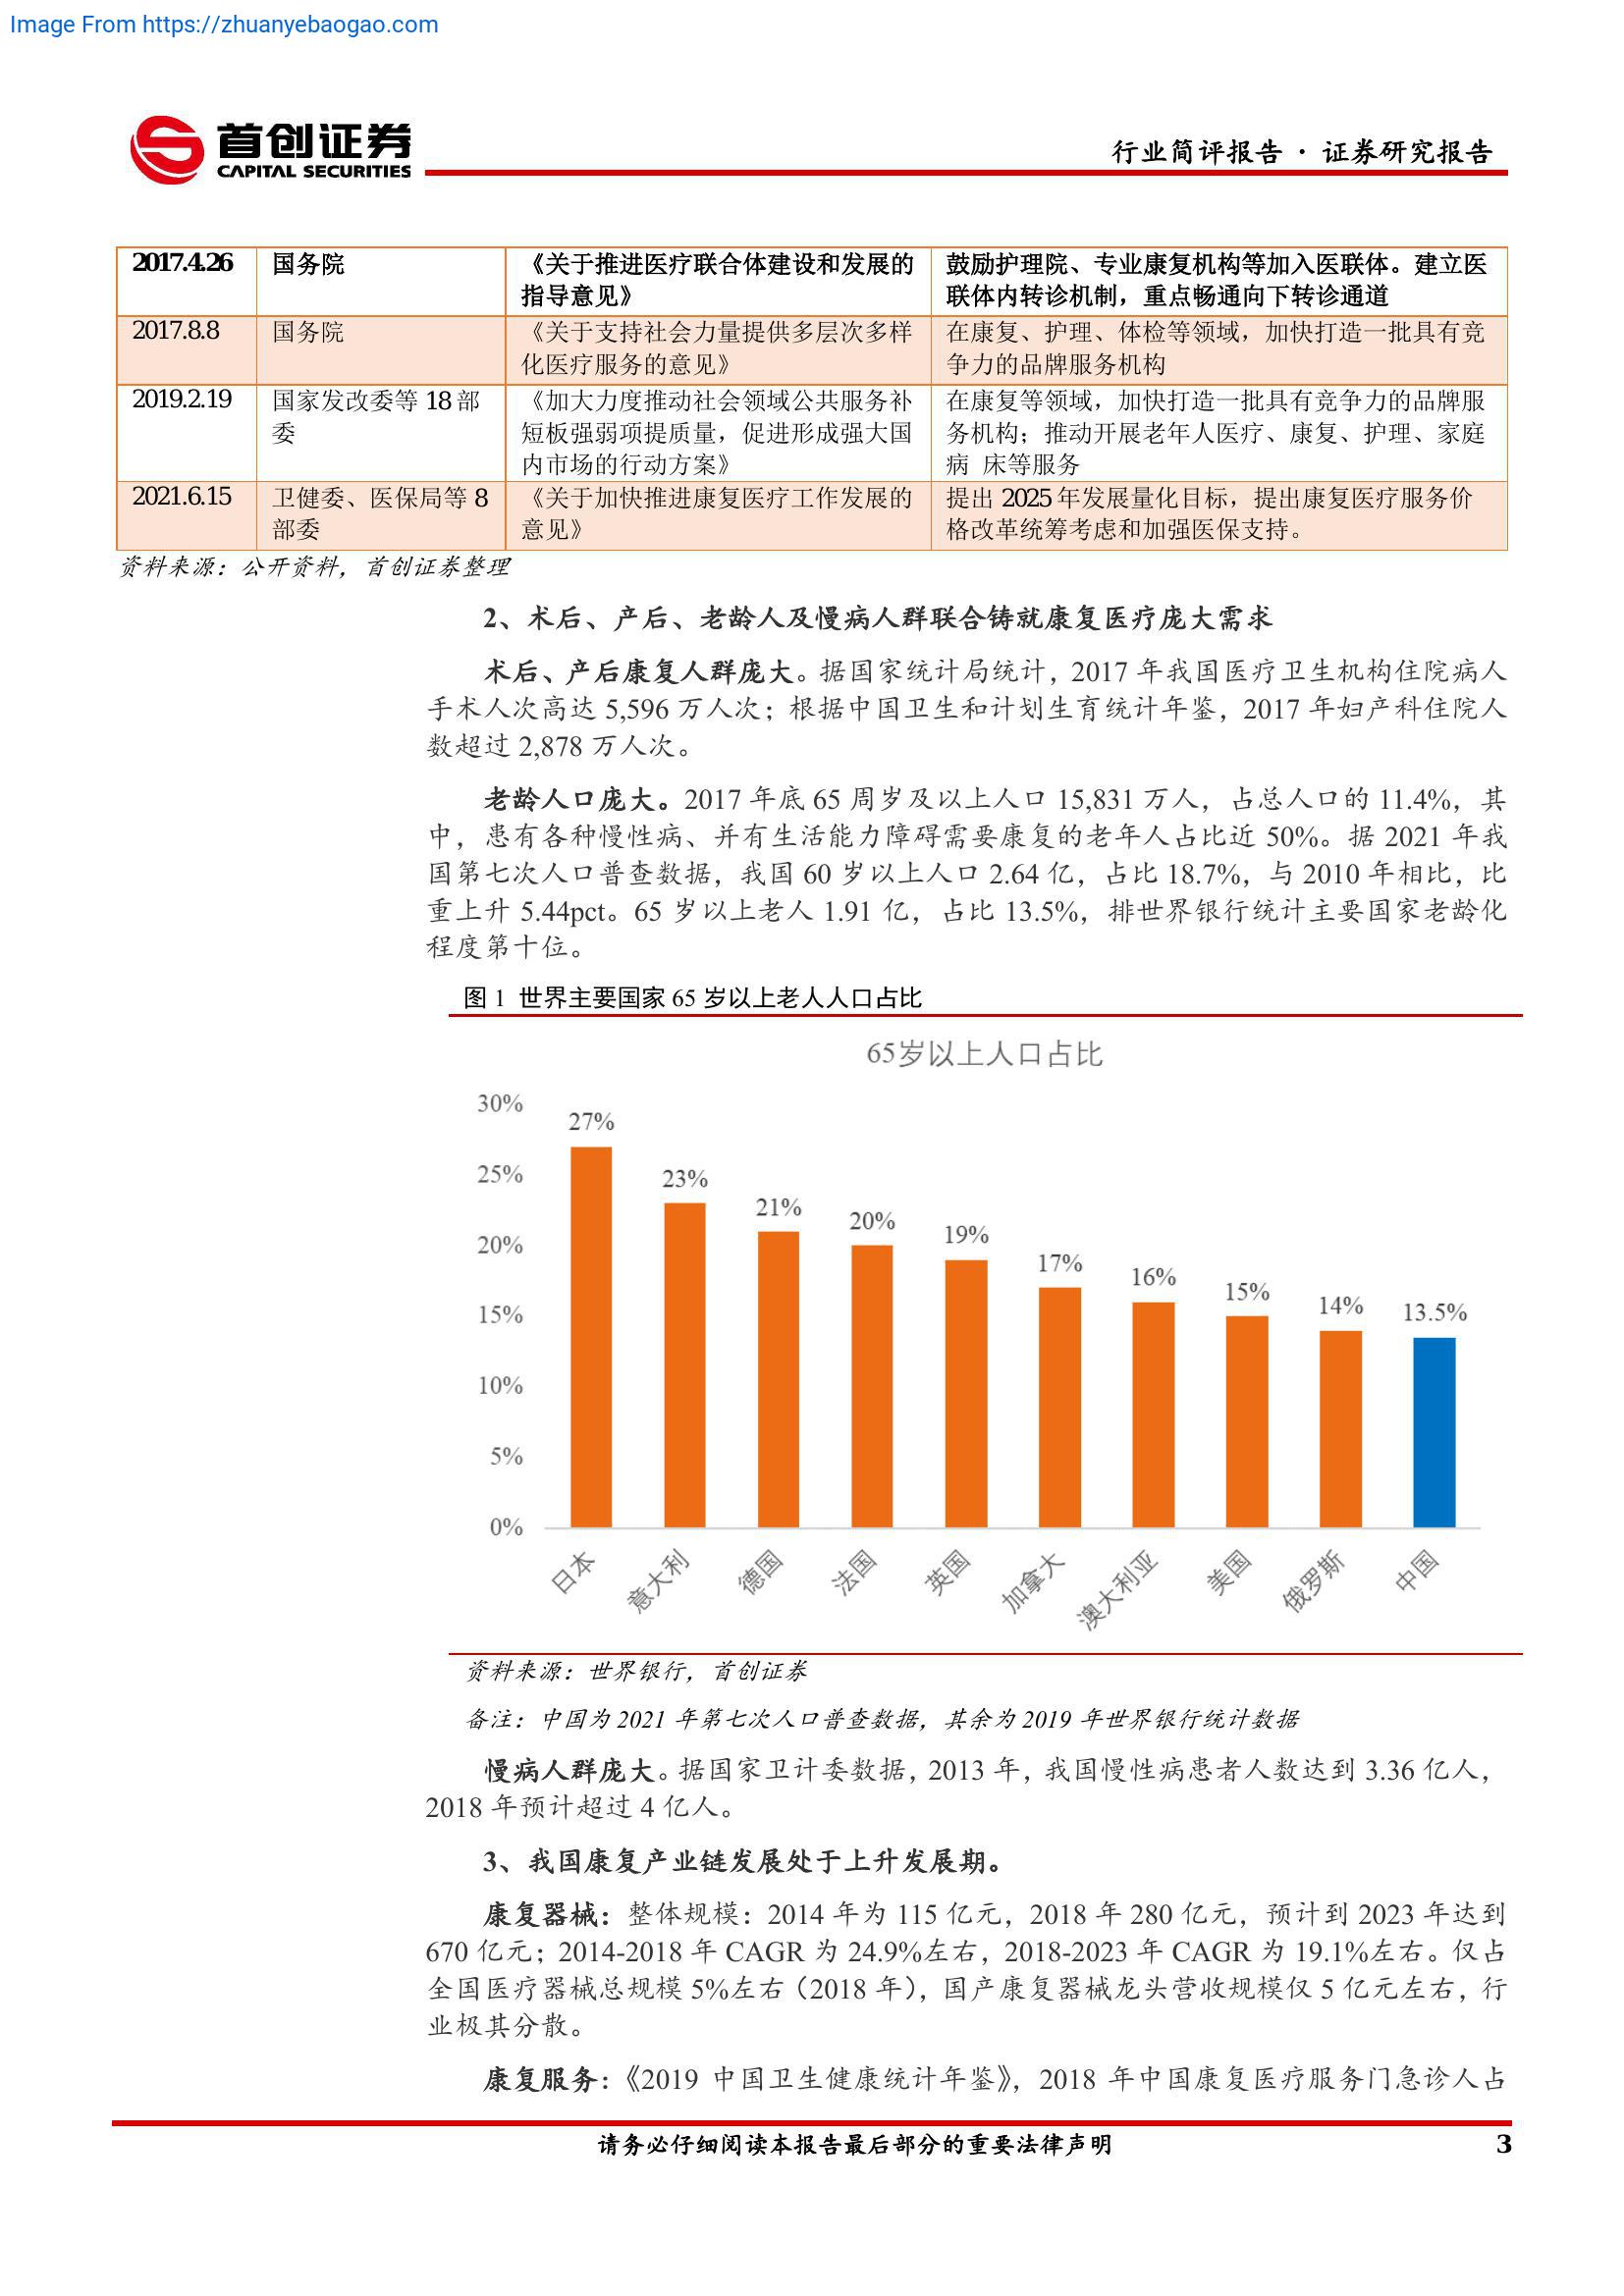 Image From https://zhuanyebaogao.com
首创证券
CAPITAL SECURITIES
行业简评报告 · 证券研究报告
2017.4.26 国务院 《关于推进医疗联合体建设和发展的 鼓励护理院、专业康复机构等加入医联体。建立医
指导意见》 联体内转诊机制，重点畅通向下转诊通道
2017.8.8 国务院 《关于支持社会力量提供多层次多样 在康复、护理、体检等领域，加快打造一批具有竞
化医疗服务的意见》 争力的品牌服务机构
2019.2.19 国家发改委等 18 部 《加大力度推动社会领域公共服务补 在康复等领域，加快打造一批具有竞争力的品牌服
委 短板强弱项提质量，促进形成强大国 务机构；推动开展老年人医疗、康复、护理、家庭
内市场的行动方案》 病 床等服务
2021.6.15 卫健委、医保局等 8 《关于加快推进康复医疗工作发展的 提出 2025 年发展量化目标，提出康复医疗服务价
部委 意见》 格改革统筹考虑和加强医保支持。
资料来源：公开资料，首创证券整理
2、术后、产后、老龄人及慢病人群联合铸就康复医疗庞大需求
术后、产后康复人群庞大。据国家统计局统计，2017 年我国医疗卫生机构住院病人
手术人次高达 5,596 万人次；根据中国卫生和计划生育统计年鉴，2017 年妇产科住院人
数超过 2,878 万人次。
老龄人口庞大。2017 年底 65 周岁及以上人口 15,831 万人，占总人口的 11.4%，其
中，患有各种慢性病、并有生活能力障碍需要康复的老年人占比近 50%。据 2021 年我
国第七次人口普查数据，我国 60 岁以上人口 2.64 亿，占比 18.7%，与 2010 年相比，比
重上升 5.44pct。65 岁以上老人 1.91 亿，占比 13.5%，排世界银行统计主要国家老龄化
程度第十位。
图 1 世界主要国家 65 岁以上老人人口占比
65岁以上人口占比
30%
25%
20%
15%
10%
5%
0%
27%
23%
21%
20%
19%
17%
16%
15%
14%
13.5%
日本
意大利
德国
法国
英国
加拿大
澳大利亚
美国
俄罗斯
中国
资料来源：世界银行，首创证券
备注：中国为 2021 年第七次人口普查数据，其余为 2019 年世界银行统计数据
慢病人群庞大。据国家卫计委数据，2013 年，我国慢性病患者人数达到 3.36 亿人，
2018 年预计超过 4 亿人。
3、我国康复产业链发展处于上升发展期。
康复器械：整体规模：2014 年为 115 亿元，2018 年 280 亿元，预计到 2023 年达到
670 亿元；2014-2018 年 CAGR 为 24.9%左右，2018-2023 年 CAGR 为 19.1%左右。仅占
全国医疗器械总规模 5%左右（2018 年），国产康复器械龙头营收规模仅 5 亿元左右，行
业极其分散。
康复服务：《2019 中国卫生健康统计年鉴》，2018 年中国康复医疗服务门急诊人占
请务必仔细阅读本报告最后部分的重要法律声明
3